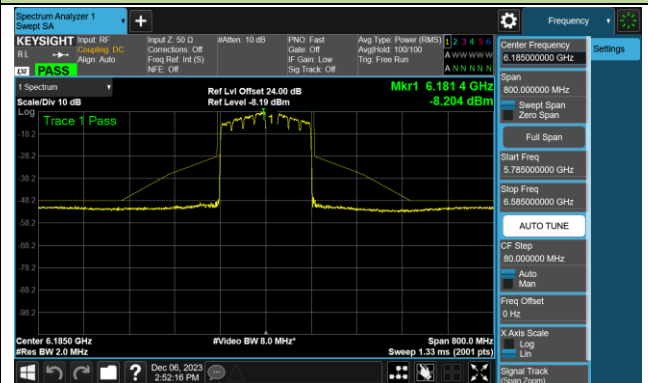 Spectrum Analyzer 1
Swept SA
Frequency
KEYSIGHT
RL
PASS
Input: RF
Coupling: DC
Align: Auto
Input Z: 50 Ω
Corrections: Off
Freq Ref: Int (S)
NFE: Off
#Atten: 10 dB
PNO: Fast
Gate: Off
IF Gain: Low
Sig Track: Off
Avg Type: Power (RMS)
Avg|Hold: 100/100
Trig: Free Run
1 2 3 4 5 6
A W W W W W
A N N N N N
1 Spectrum
Scale/Div 10 dB
Ref Lvl Offset 24.00 dB
Ref Level -8.19 dBm
Mkr1 6.181 4 GHz
-8.204 dBm
Log
Trace 1 Pass
1
-18.2
-28.2
-38.2
-48.2
-58.2
-68.2
-78.2
-88.2
-98.2
Center 6.1850 GHz
#Res BW 2.0 MHz
#Video BW 8.0 MHz*
Span 800.0 MHz
Sweep 1.33 ms (2001 pts)
Dec 06, 2023
2:52:16 PM
Center Frequency
6.185000000 GHz
Settings
Span
800.000000 MHz
Swept Span
Zero Span
Full Span
Start Freq
5.785000000 GHz
Stop Freq
6.585000000 GHz
AUTO TUNE
CF Step
80.000000 MHz
Auto
Man
Freq Offset
0 Hz
X Axis Scale
Log
Lin
Signal Track
(Span Zoom)